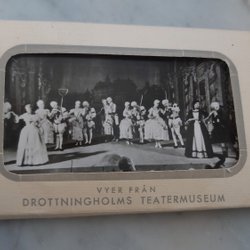 VYER FRÅN
DROTTNINGHOLMS TEATERMUSEUM